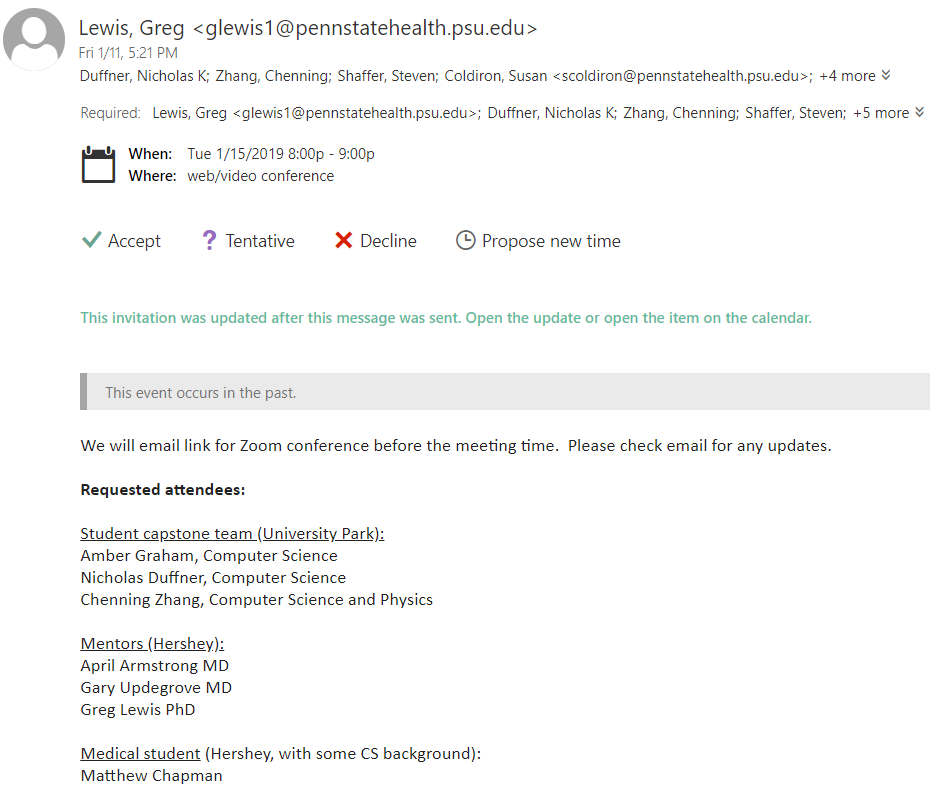 Lewis, Greg <glewis1@pennstatehealth.psu.edu>
Fri 1/11, 5:21 PM
Duffner, Nicholas K; Zhang, Chenning; Shaffer, Steven; Coldiron, Susan <scoldiron@pennstatehealth.psu.edu>; +4 more
Required: Lewis, Greg <glewis1@pennstatehealth.psu.edu>; Duffner, Nicholas K; Zhang, Chenning; Shaffer, Steven; +5 more
When: Tue 1/15/2019 8:00p - 9:00p
Where: web/video conference
Accept ? Tentative Decline Propose new time
This invitation was updated after this message was sent. Open the update or open the item on the calendar.
This event occurs in the past.
We will email link for Zoom conference before the meeting time.  Please check email for any updates.
Requested attendees:
Student capstone team (University Park):
Amber Graham, Computer Science
Nicholas Duffner, Computer Science
Chenning Zhang, Computer Science and Physics
Mentors (Hershey):
April Armstrong MD
Gary Updegrove MD
Greg Lewis PhD
Medical student (Hershey, with some CS background):
Matthew Chapman